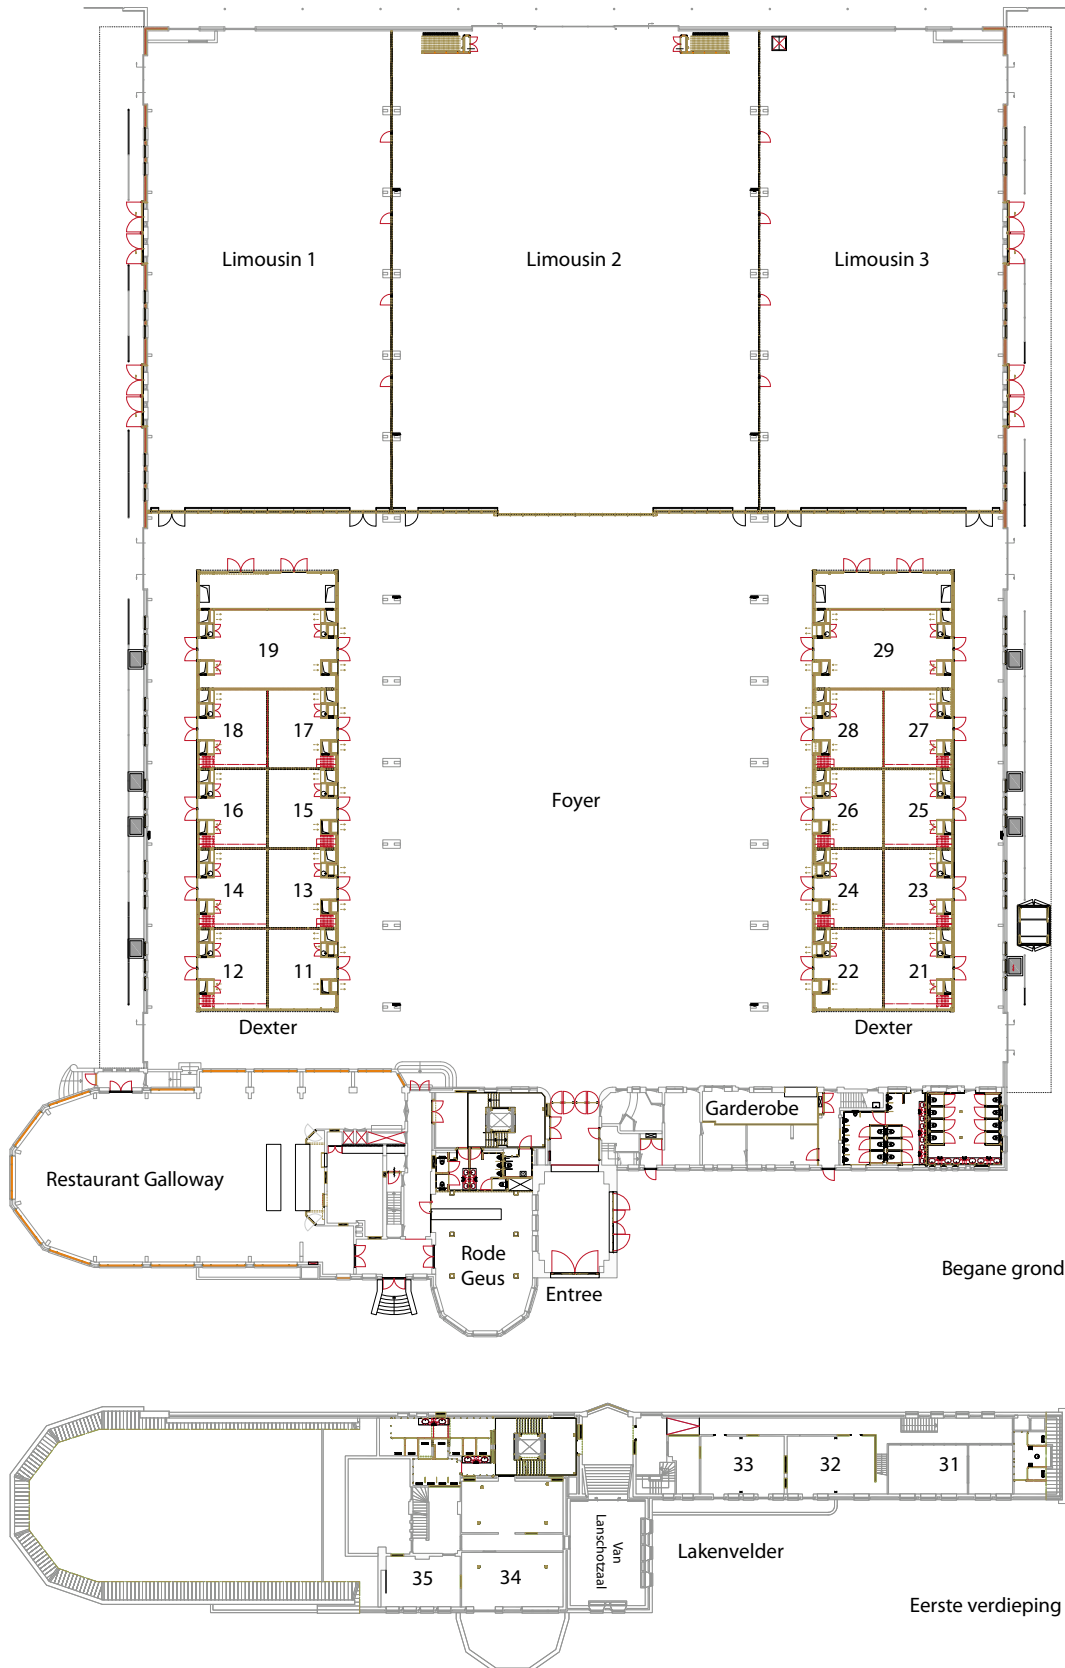 Limousin 1
Limousin 2
Limousin 3
19
29
18
17
28
27
16
15
Foyer
26
25
14
13
24
23
12
11
22
21
Dexter
Dexter
Garderobe
Restaurant Galloway
Rode
Geus
Entree
Begane grond
33
32
31
Van
Lanschotzaal
Lakenvelder
35
34
Eerste verdieping